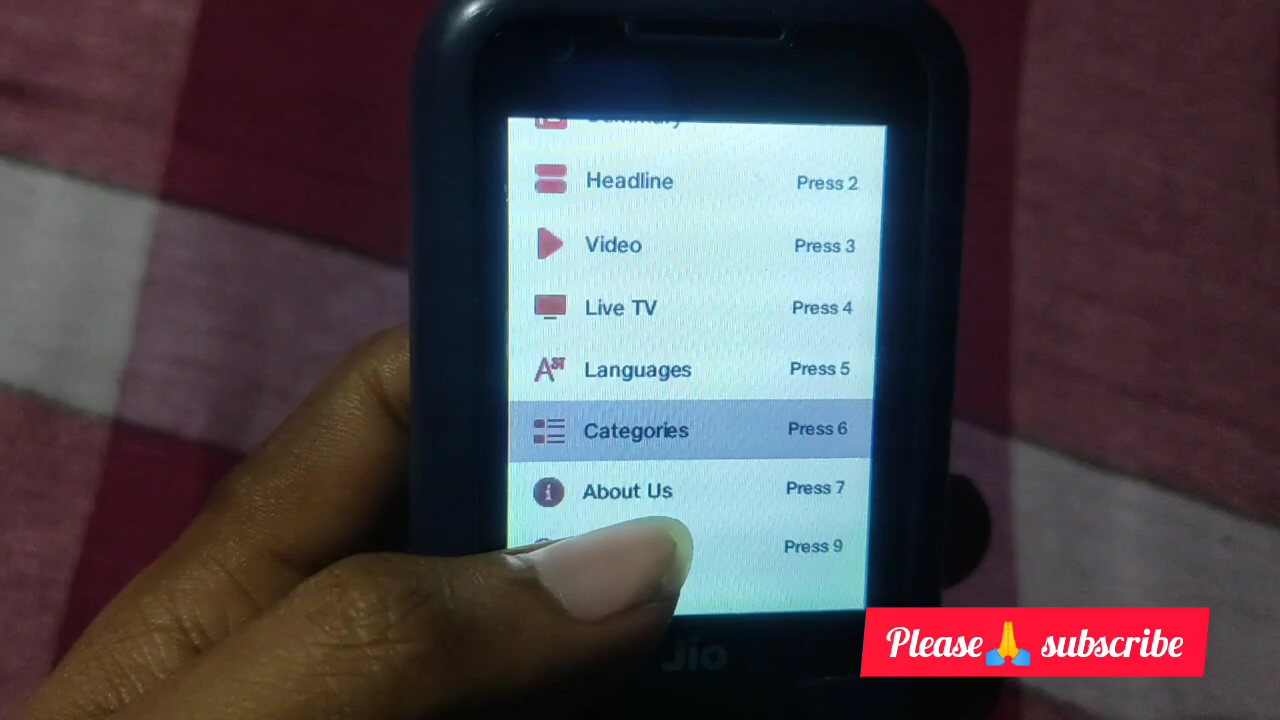 Summary
Headline Press 2
Video Press 3
Live TV Press 4
Languages Press 5
Categories Press 6
About Us Press 7
Press 9
Jio
Please🙏 subscribe